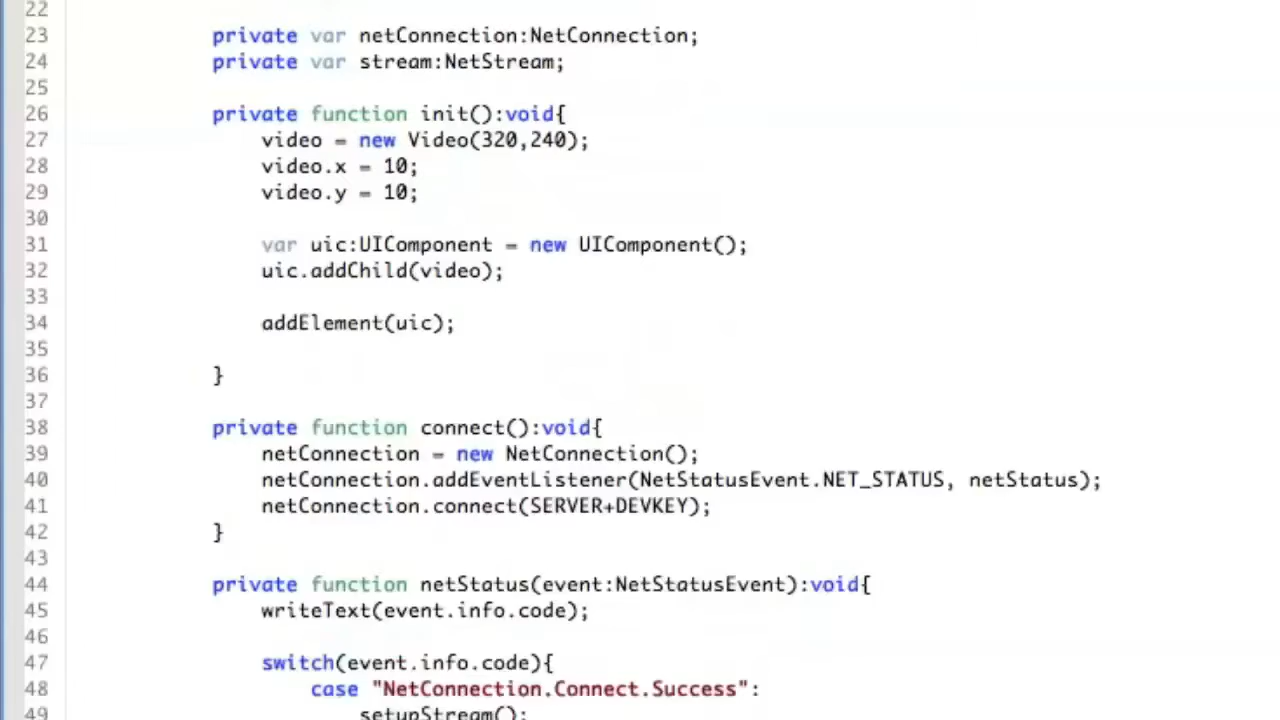 22
23 private var netConnection:NetConnection;
24 private var stream:NetStream;
25
26 private function init():void{
27 video = new Video(320,240);
28 video.x = 10;
29 video.y = 10;
30
31 var uic:UIComponent = new UIComponent();
32 uic.addChild(video);
33
34 addElement(uic);
35
36 }
37
38 private function connect():void{
39 netConnection = new NetConnection();
40 netConnection.addEventListener(NetStatusEvent.NET_STATUS, netStatus);
41 netConnection.connect(SERVER+DEVKEY);
42 }
43
44 private function netStatus(event:NetStatusEvent):void{
45 writeText(event.info.code);
46
47 switch(event.info.code){
48 case "NetConnection.Connect.Success":
49 setupStream();